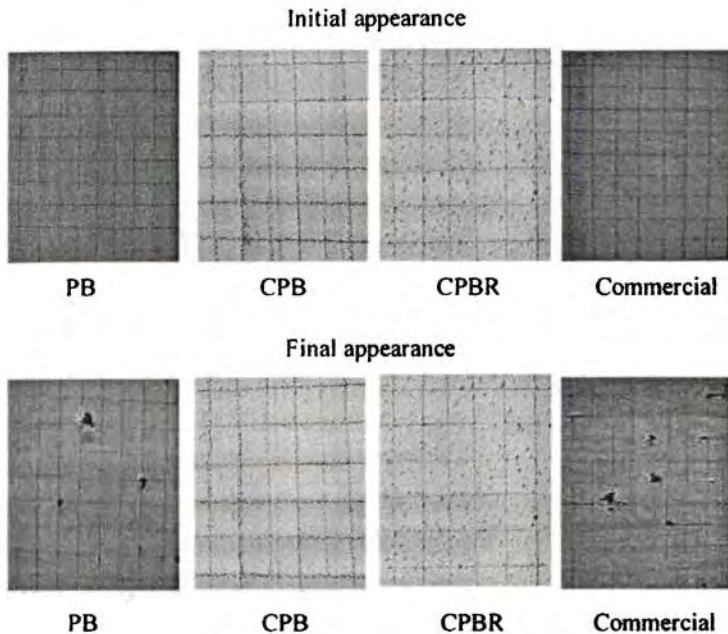 Initial appearance
PB CPB CPBR Commercial
Final appearance
PB CPB CPBR Commercial